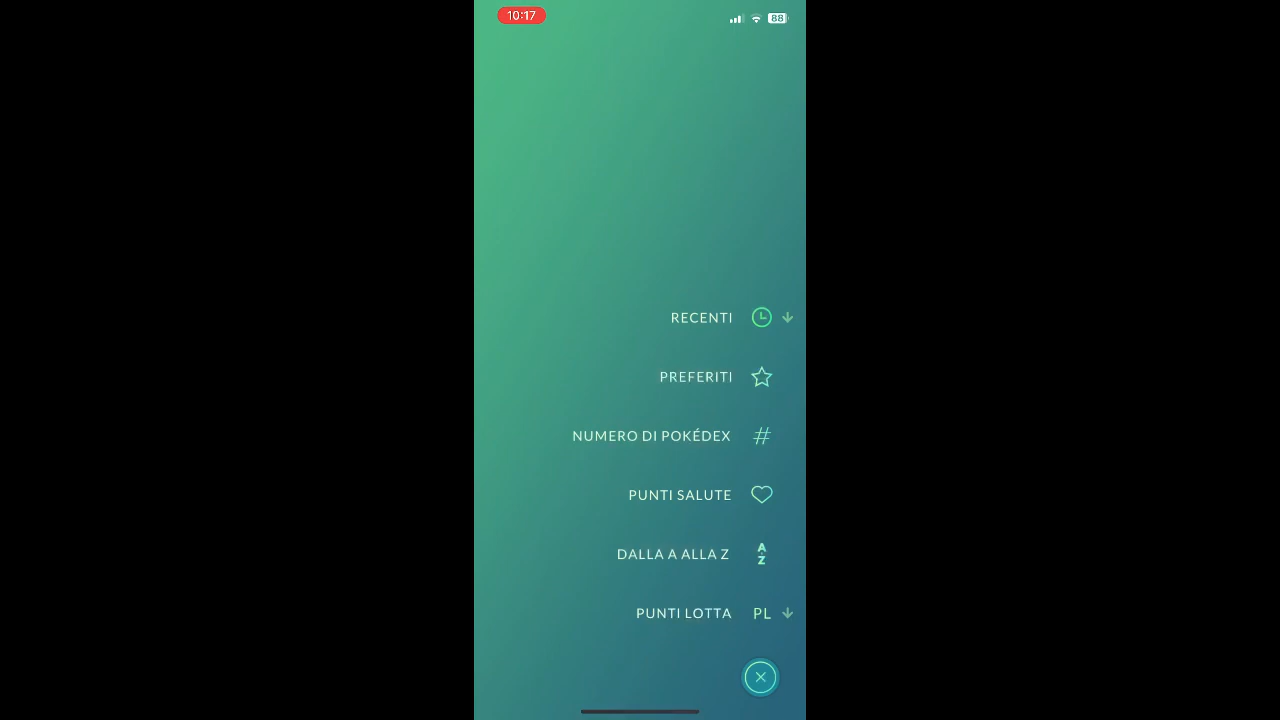 10:17
88
RECENTI
PREFERITI
NUMERO DI POKÉDEX #
PUNTI SALUTE
DALLA A ALLA Z A Z
PUNTI LOTTA PL